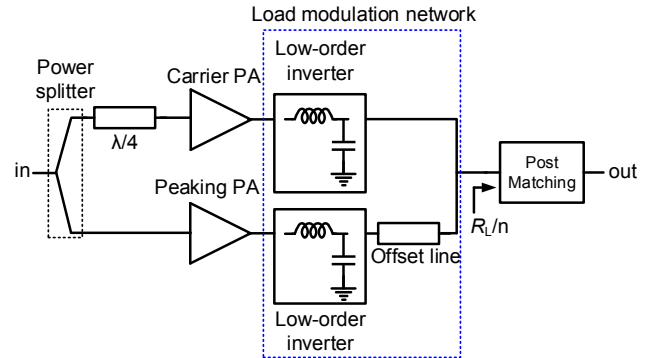 Load modulation network
Low-order
inverter
Power
splitter
Carrier PA
λ/4
in
Peaking PA
Post
Matching
out
R_L/n
Offset line
Low-order
inverter